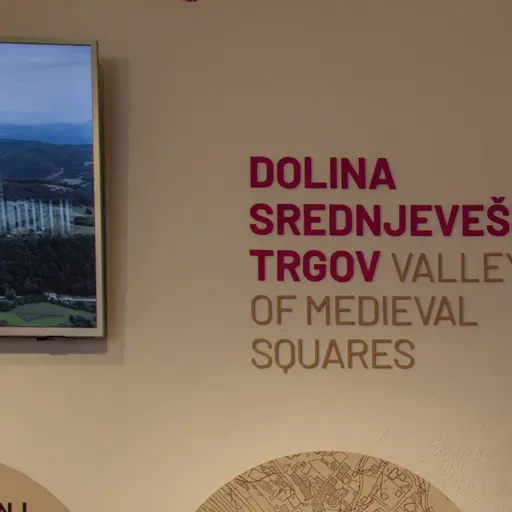 DOLINA
SREDNJEVEŠ
TRGOV VALLEY
OF MEDIEVAL
SQUARES